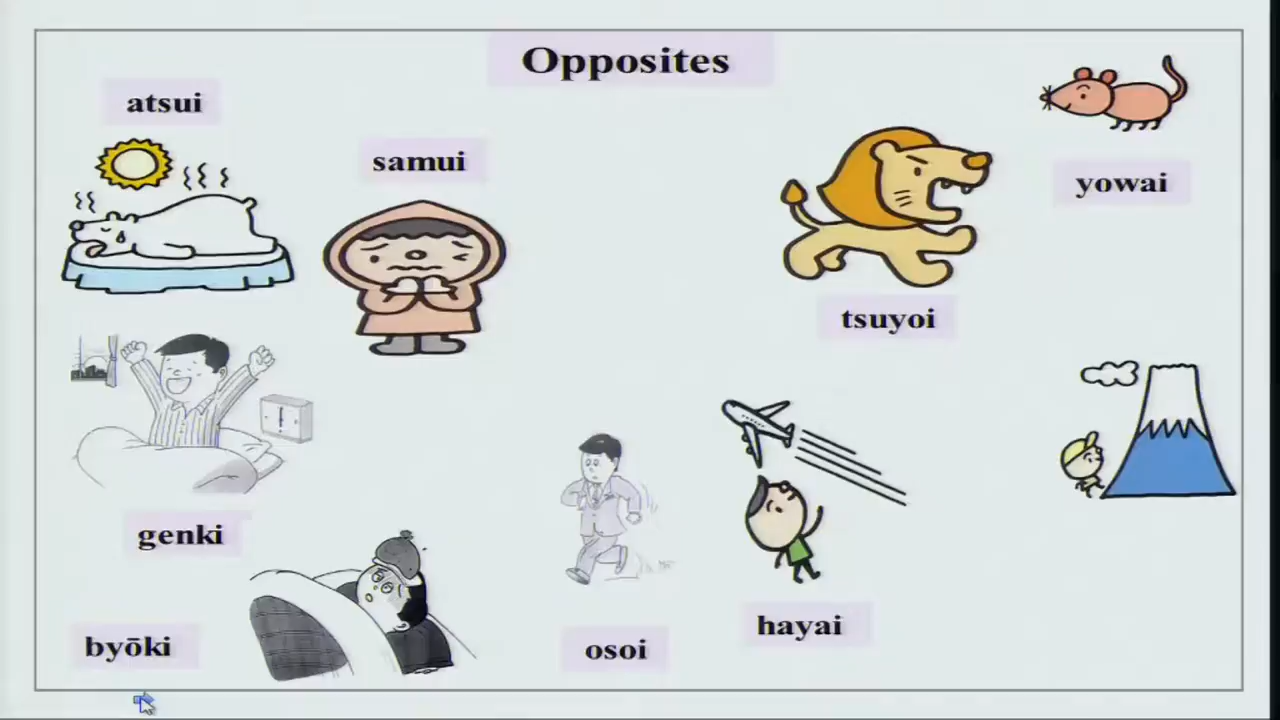 Opposites
atsui
samui
yowai
tsuyoi
genki
hayai
byōki
osoi